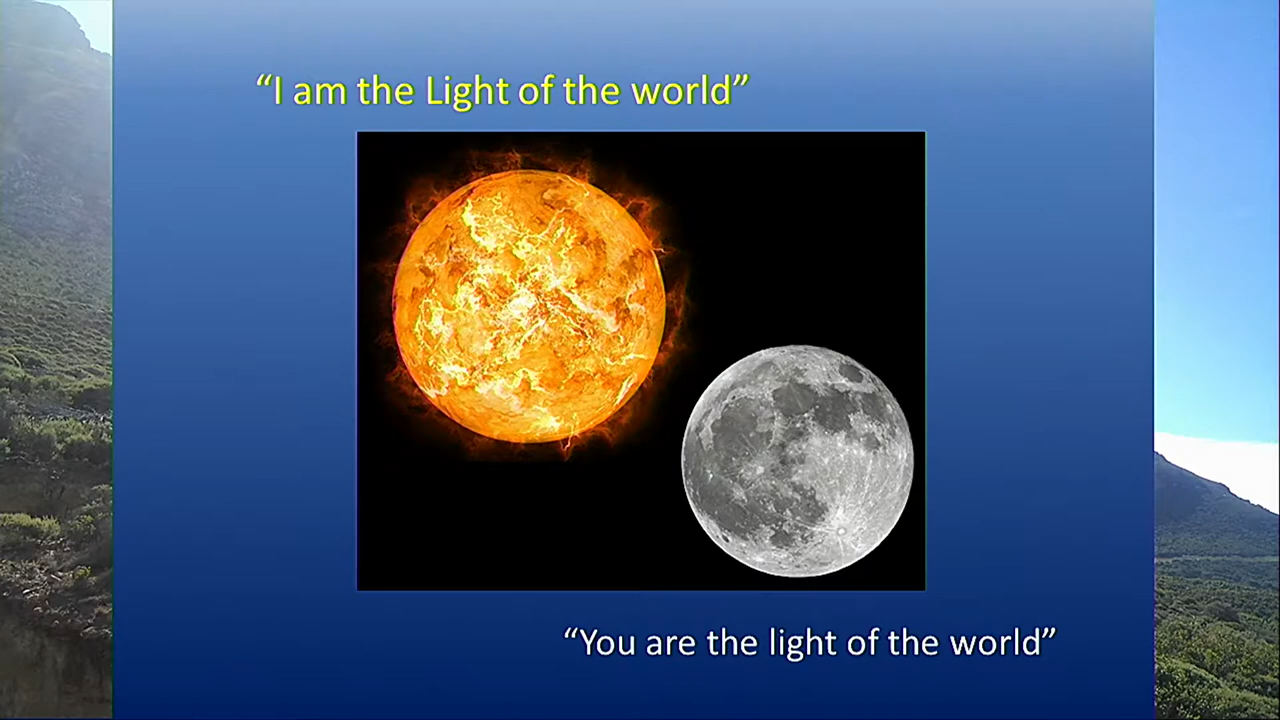 “I am the Light of the world”
“You are the light of the world”